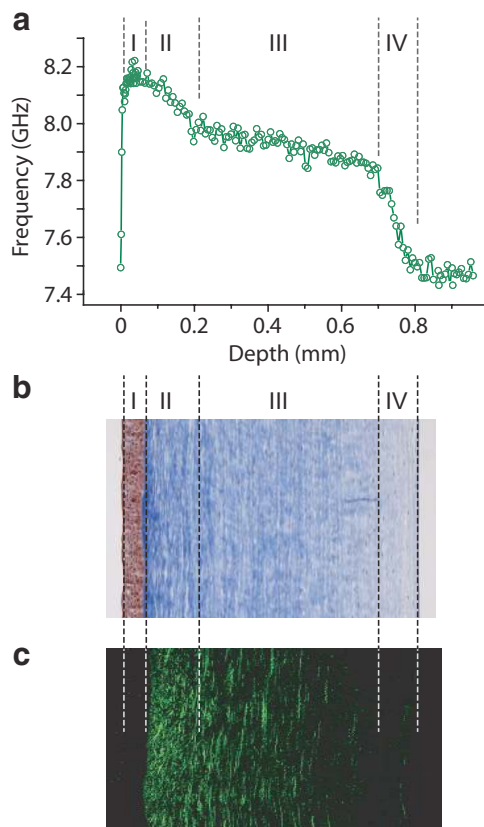 a
I II III IV
8.2
8.0
7.8
7.6
7.4
Frequency (GHz)
0 0.2 0.4 0.6 0.8
Depth (mm)
b
I II III IV
c